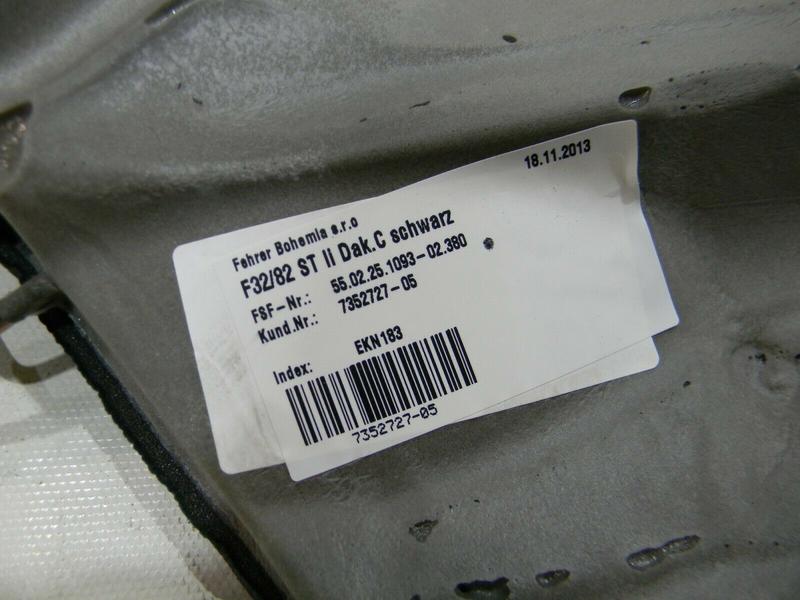 18.11.2013
Fehrer Bohemia s.r.o
F32/82 ST II Dak.C schwarz
FSF-Nr.: 55.02.25.1093-02.380
Kund.Nr.: 7352727-05
Index: EKN183
7352727-05